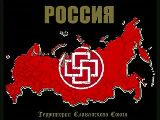 РОССИЯ
Территория Славянского Союза